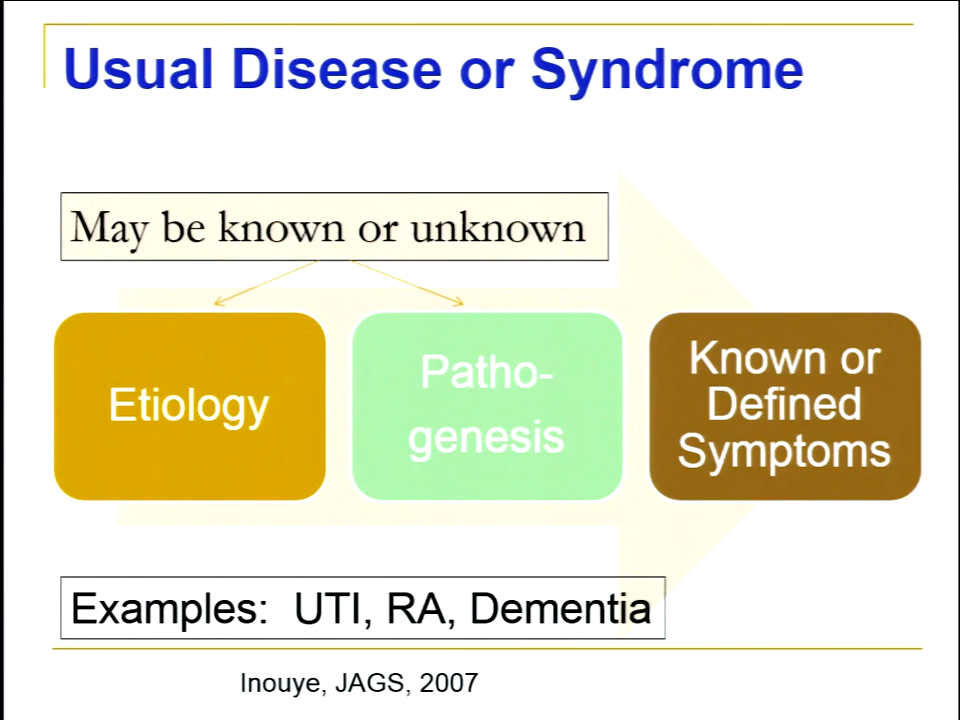 Usual Disease or Syndrome
May be known or unknown
Etiology
Patho-
genesis
Known or
Defined
Symptoms
Examples:  UTI, RA, Dementia
Inouye, JAGS, 2007